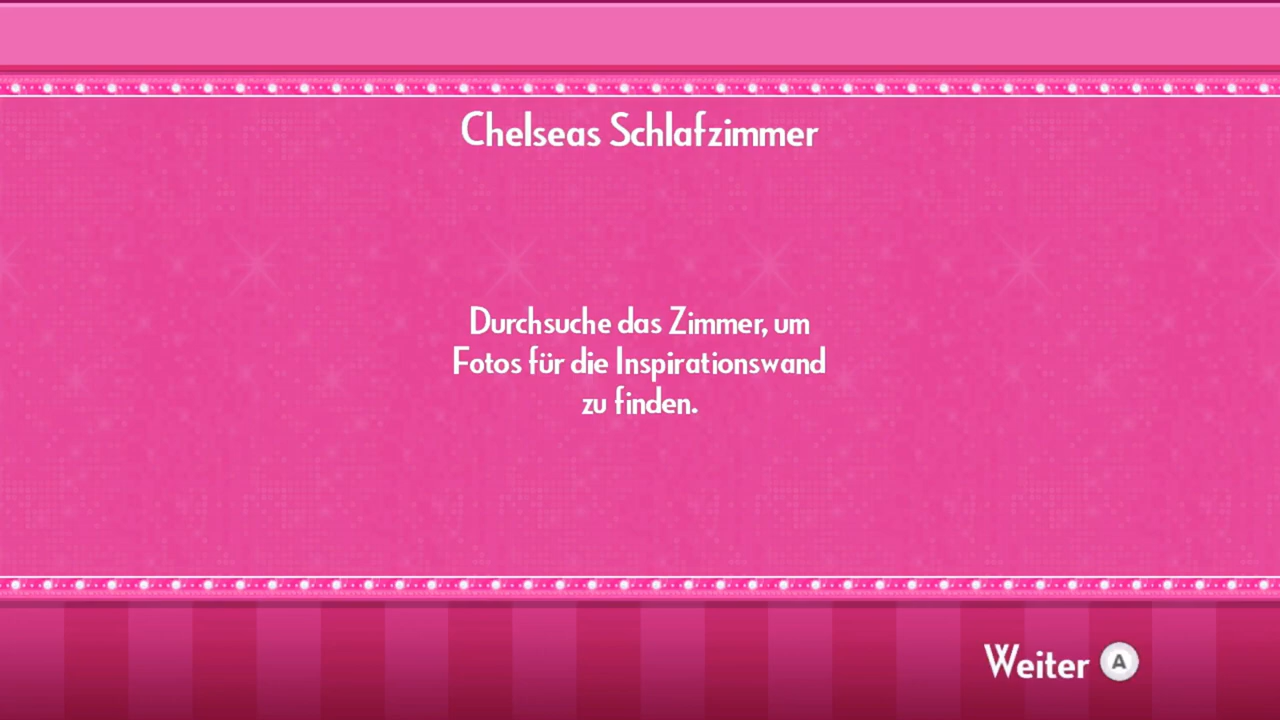 Chelseas Schlafzimmer
Durchsuche das Zimmer, um
Fotos für die Inspirationswand
zu finden.
Weiter A